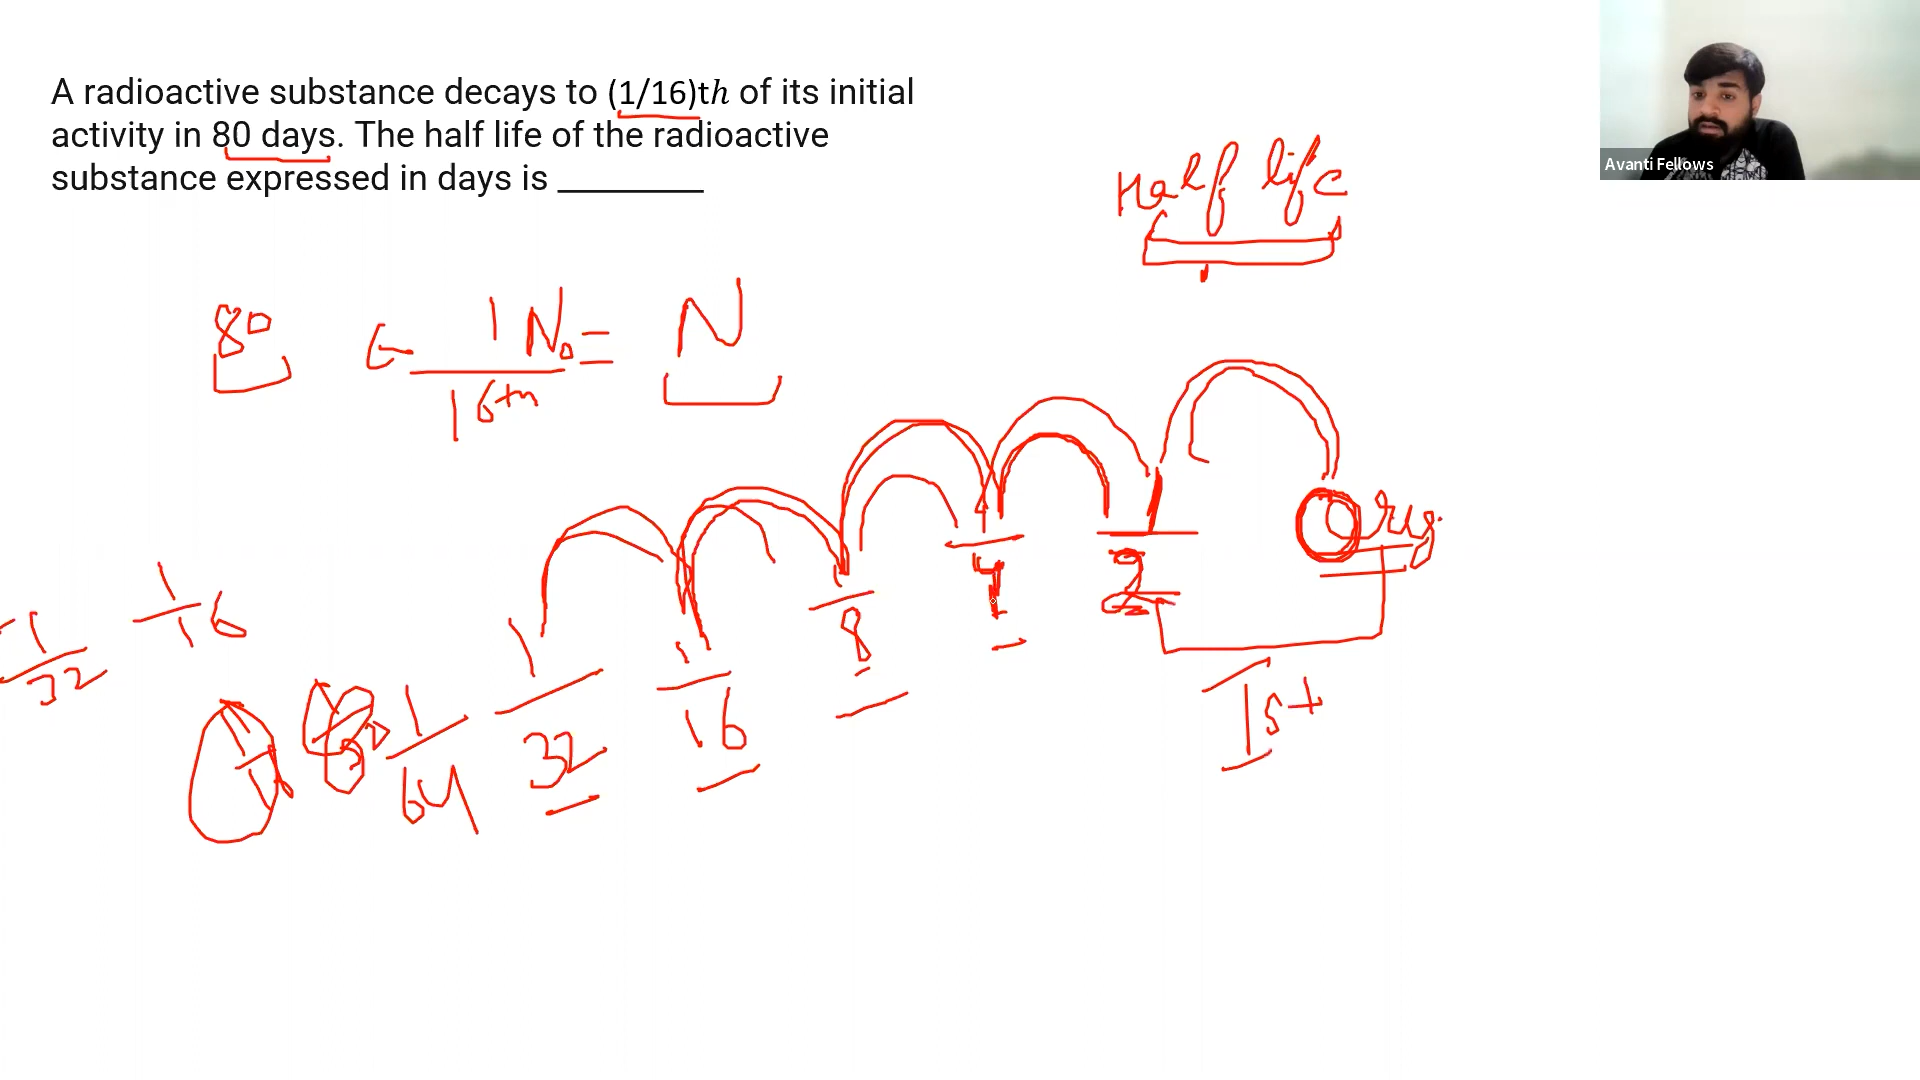 A radioactive substance decays to (1/16)th of its initial
activity in 80 days. The half life of the radioactive
substance expressed in days is ________
Avanti Fellows
Half life
80 ← 1 N₀ = N
16th
Orig.
1/2
1/4
1/8
1/16
1/32
1/64
1/16
1/32
1st